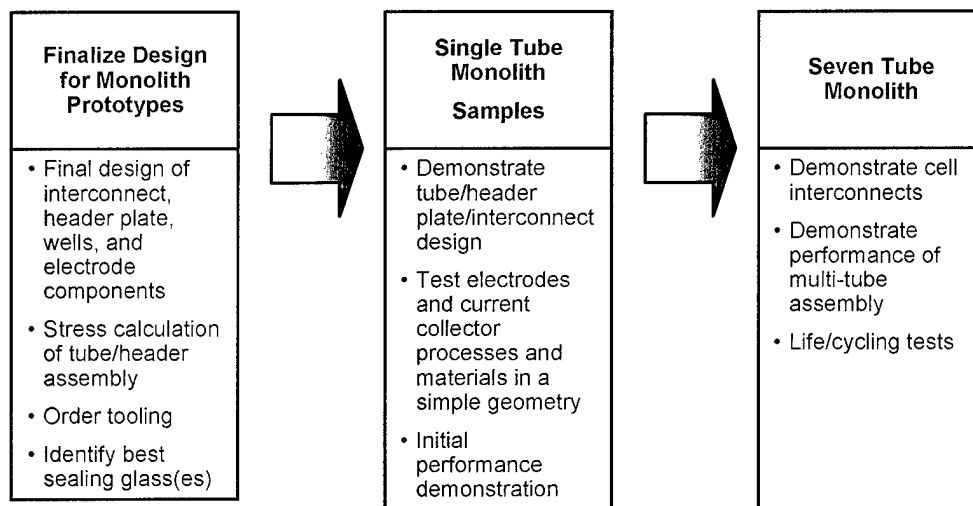 Finalize Design
for Monolith
Prototypes
• Final design of
interconnect,
header plate,
wells, and
electrode
components
• Stress calculation
of tube/header
assembly
• Order tooling
• Identify best
sealing glass(es)
Single Tube
Monolith
Samples
• Demonstrate
tube/header
plate/interconnect
design
• Test electrodes
and current
collector
processes and
materials in a
simple geometry
• Initial
performance
demonstration
Seven Tube
Monolith
• Demonstrate cell
interconnects
• Demonstrate
performance of
multi-tube
assembly
• Life/cycling tests